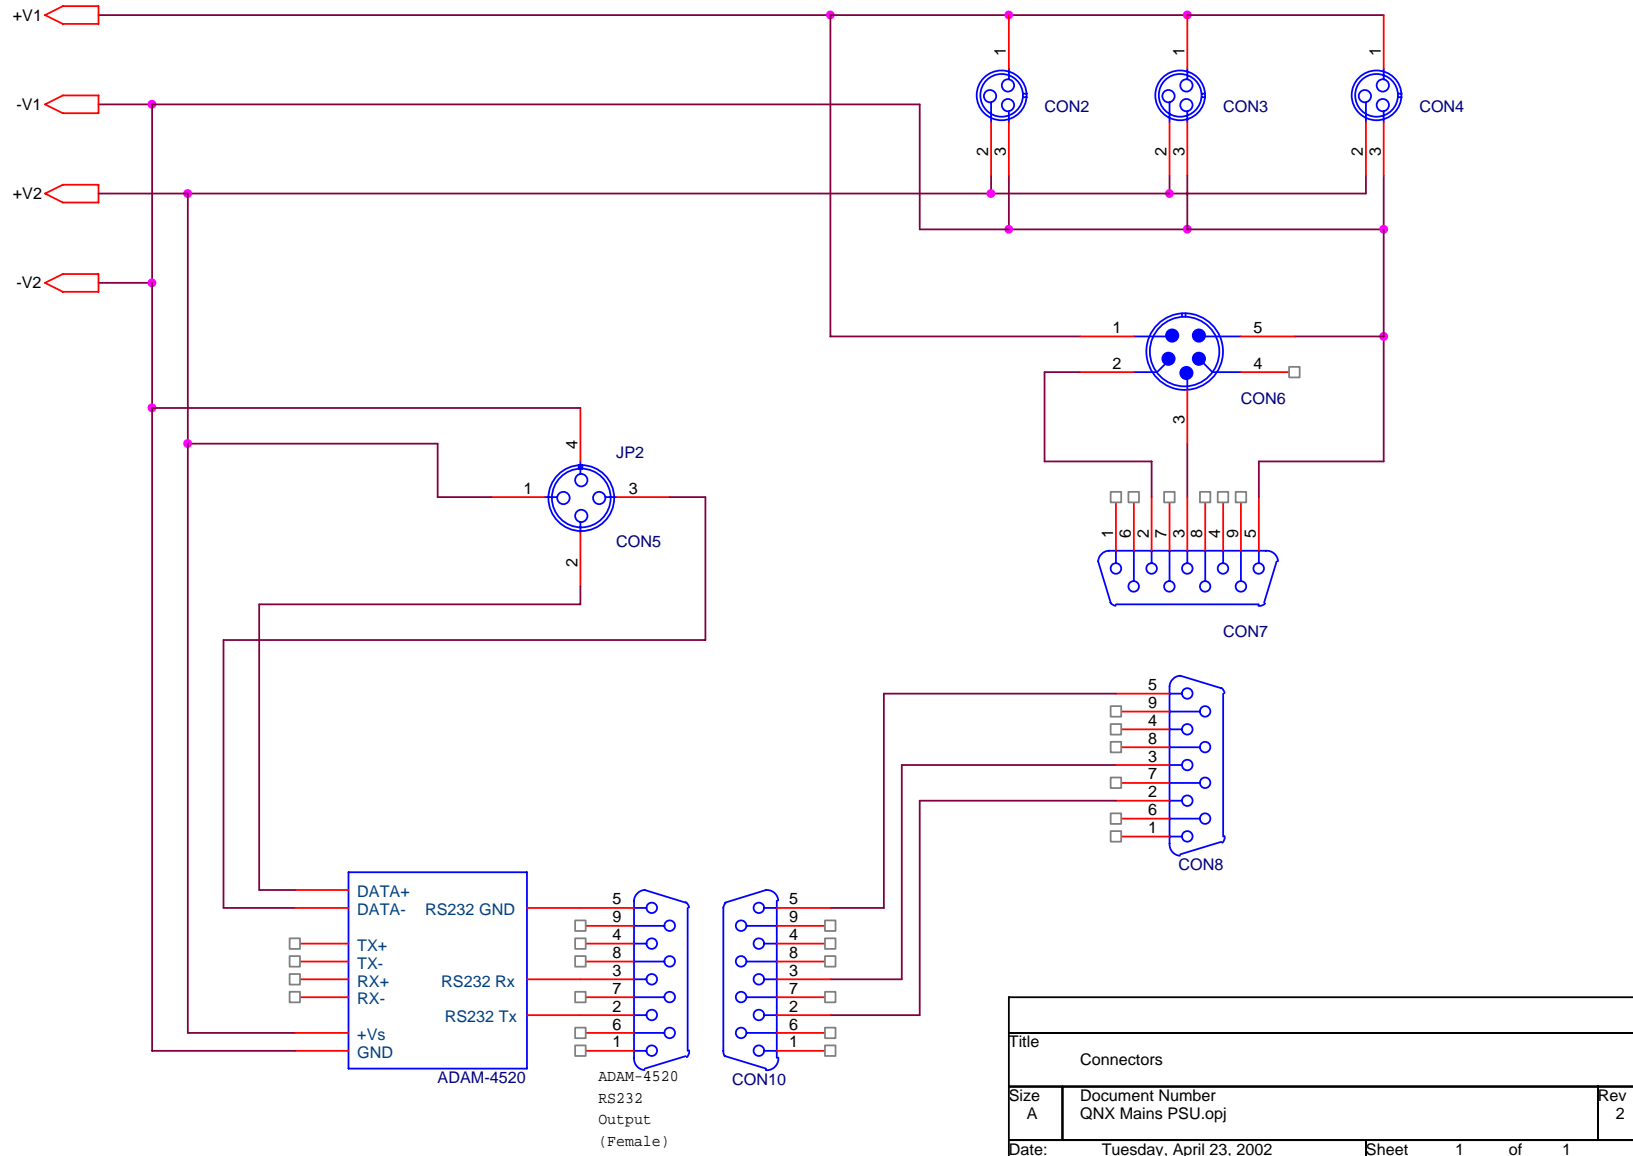 +V1
-V1
+V2
-V2
1
2
3
CON2
1
2
3
CON3
1
2
3
CON4
1
2
3
5
4
CON6
4
1
3
2
JP2
CON5
1
6
2
7
3
8
4
9
5
CON7
5
9
4
8
3
7
2
6
1
CON8
DATA+
DATA-
TX+
TX-
RX+
RX-
+Vs
GND
RS232 GND
RS232 Rx
RS232 Tx
ADAM-4520
5
9
4
8
3
7
2
6
1
ADAM-4520
RS232
Output
(Female)
5
9
4
8
3
7
2
6
1
CON10
Title
Connectors
Size
A
Document Number
QNX Mains PSU.opj
Rev
2
Date:
Tuesday, April 23, 2002
Sheet 1 of 1